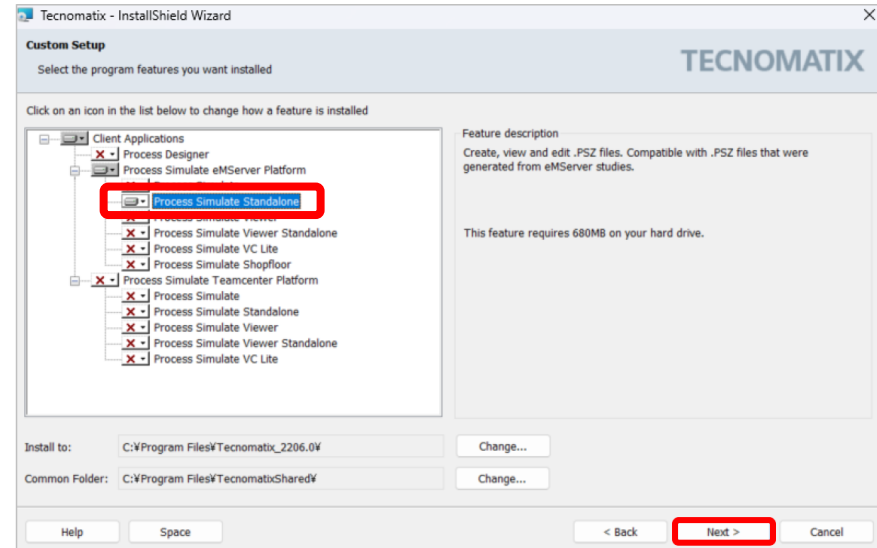 Tecnomatix - InstallShield Wizard
Custom Setup
Select the program features you want installed
TECNOMATIX
Click on an icon in the list below to change how a feature is installed
Client Applications
Process Designer
Process Simulate eMServer Platform
Process Simulate Standalone
Process Simulate Viewer
Process Simulate Viewer Standalone
Process Simulate VC Lite
Process Simulate Shopfloor
Process Simulate Teamcenter Platform
Process Simulate
Process Simulate Standalone
Process Simulate Viewer
Process Simulate Viewer Standalone
Process Simulate VC Lite
Feature description
Create, view and edit .PSZ files. Compatible with .PSZ files that were
generated from eMServer studies.
This feature requires 680MB on your hard drive.
Install to:
C:¥Program Files¥Tecnomatix_2206.0¥
Change...
Common Folder:
C:¥Program Files¥TecnomatixShared¥
Change...
Help
Space
< Back
Next >
Cancel